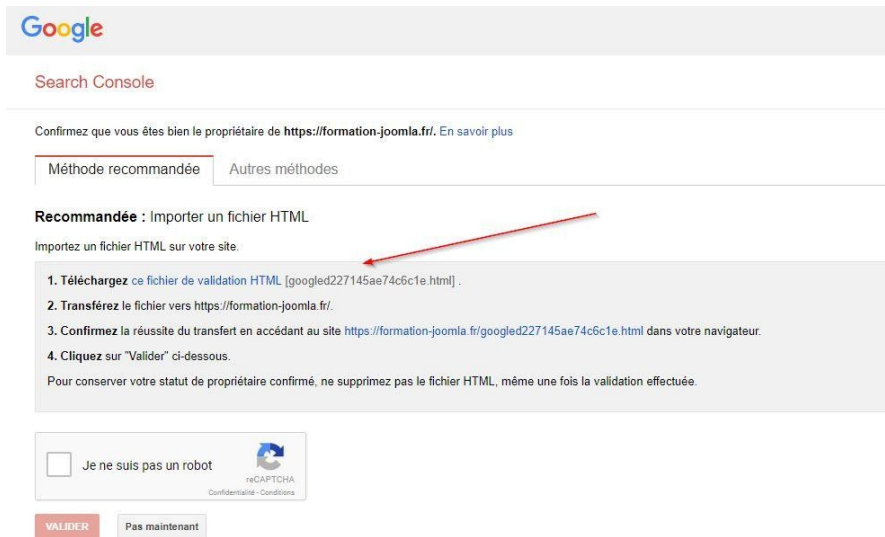 Google
Search Console
Confirmez que vous êtes bien le propriétaire de https://formation-joomla.fr/. En savoir plus
Méthode recommandée Autres méthodes
Recommandée : Importer un fichier HTML
Importez un fichier HTML sur votre site.
1. Téléchargez ce fichier de validation HTML [googled227145ae74c6c1e.html] .
2. Transférez le fichier vers https://formation-joomla.fr/.
3. Confirmez la réussite du transfert en accédant au site https://formation-joomla.fr/googled227145ae74c6c1e.html dans votre navigateur.
4. Cliquez sur "Valider" ci-dessous.
Pour conserver votre statut de propriétaire confirmé, ne supprimez pas le fichier HTML, même une fois la validation effectuée.
Je ne suis pas un robot
reCAPTCHA
Confidentialité - Conditions
VALIDER Pas maintenant